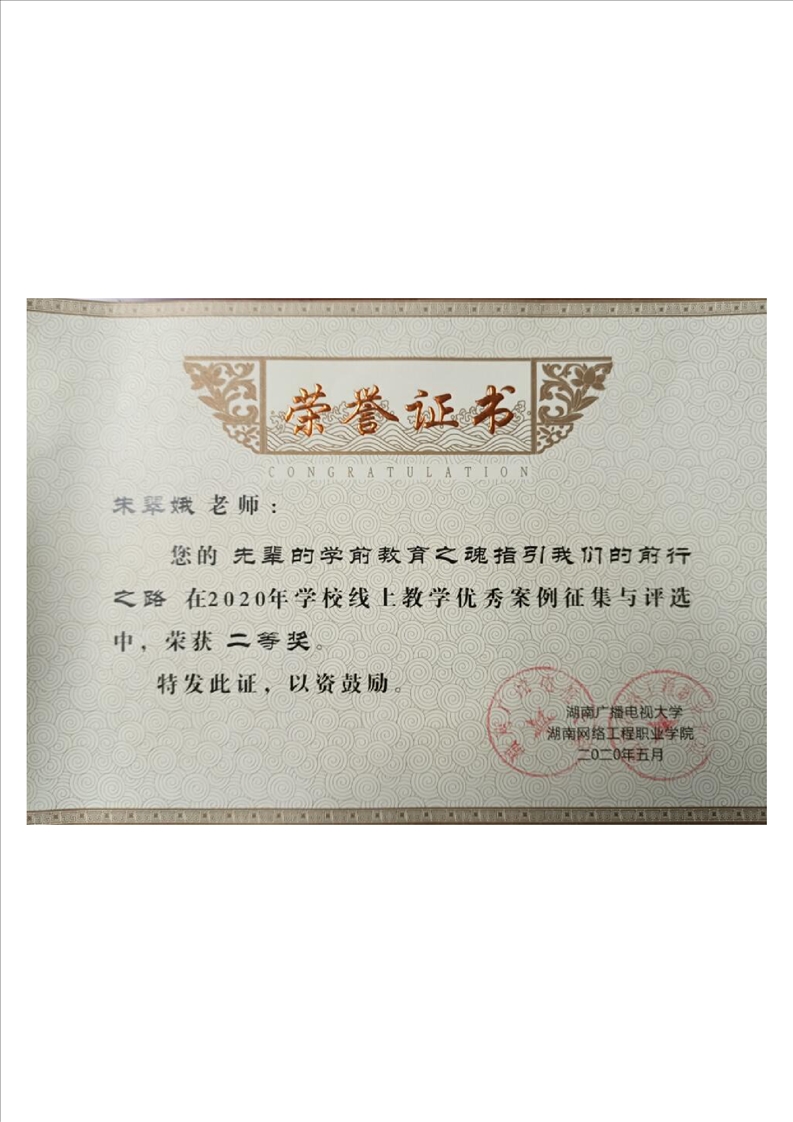 荣誉证书
CONGRATULATION
朱翠娥 老师：
您的 先辈的学前教育之魂指引我们的前行
之路 在2020年学校线上教学优秀案例征集与评选
中，荣获 二等奖。
特发此证，以资鼓励。
湖南广播电视大学
湖南网络工程职业学院
二〇二〇年五月